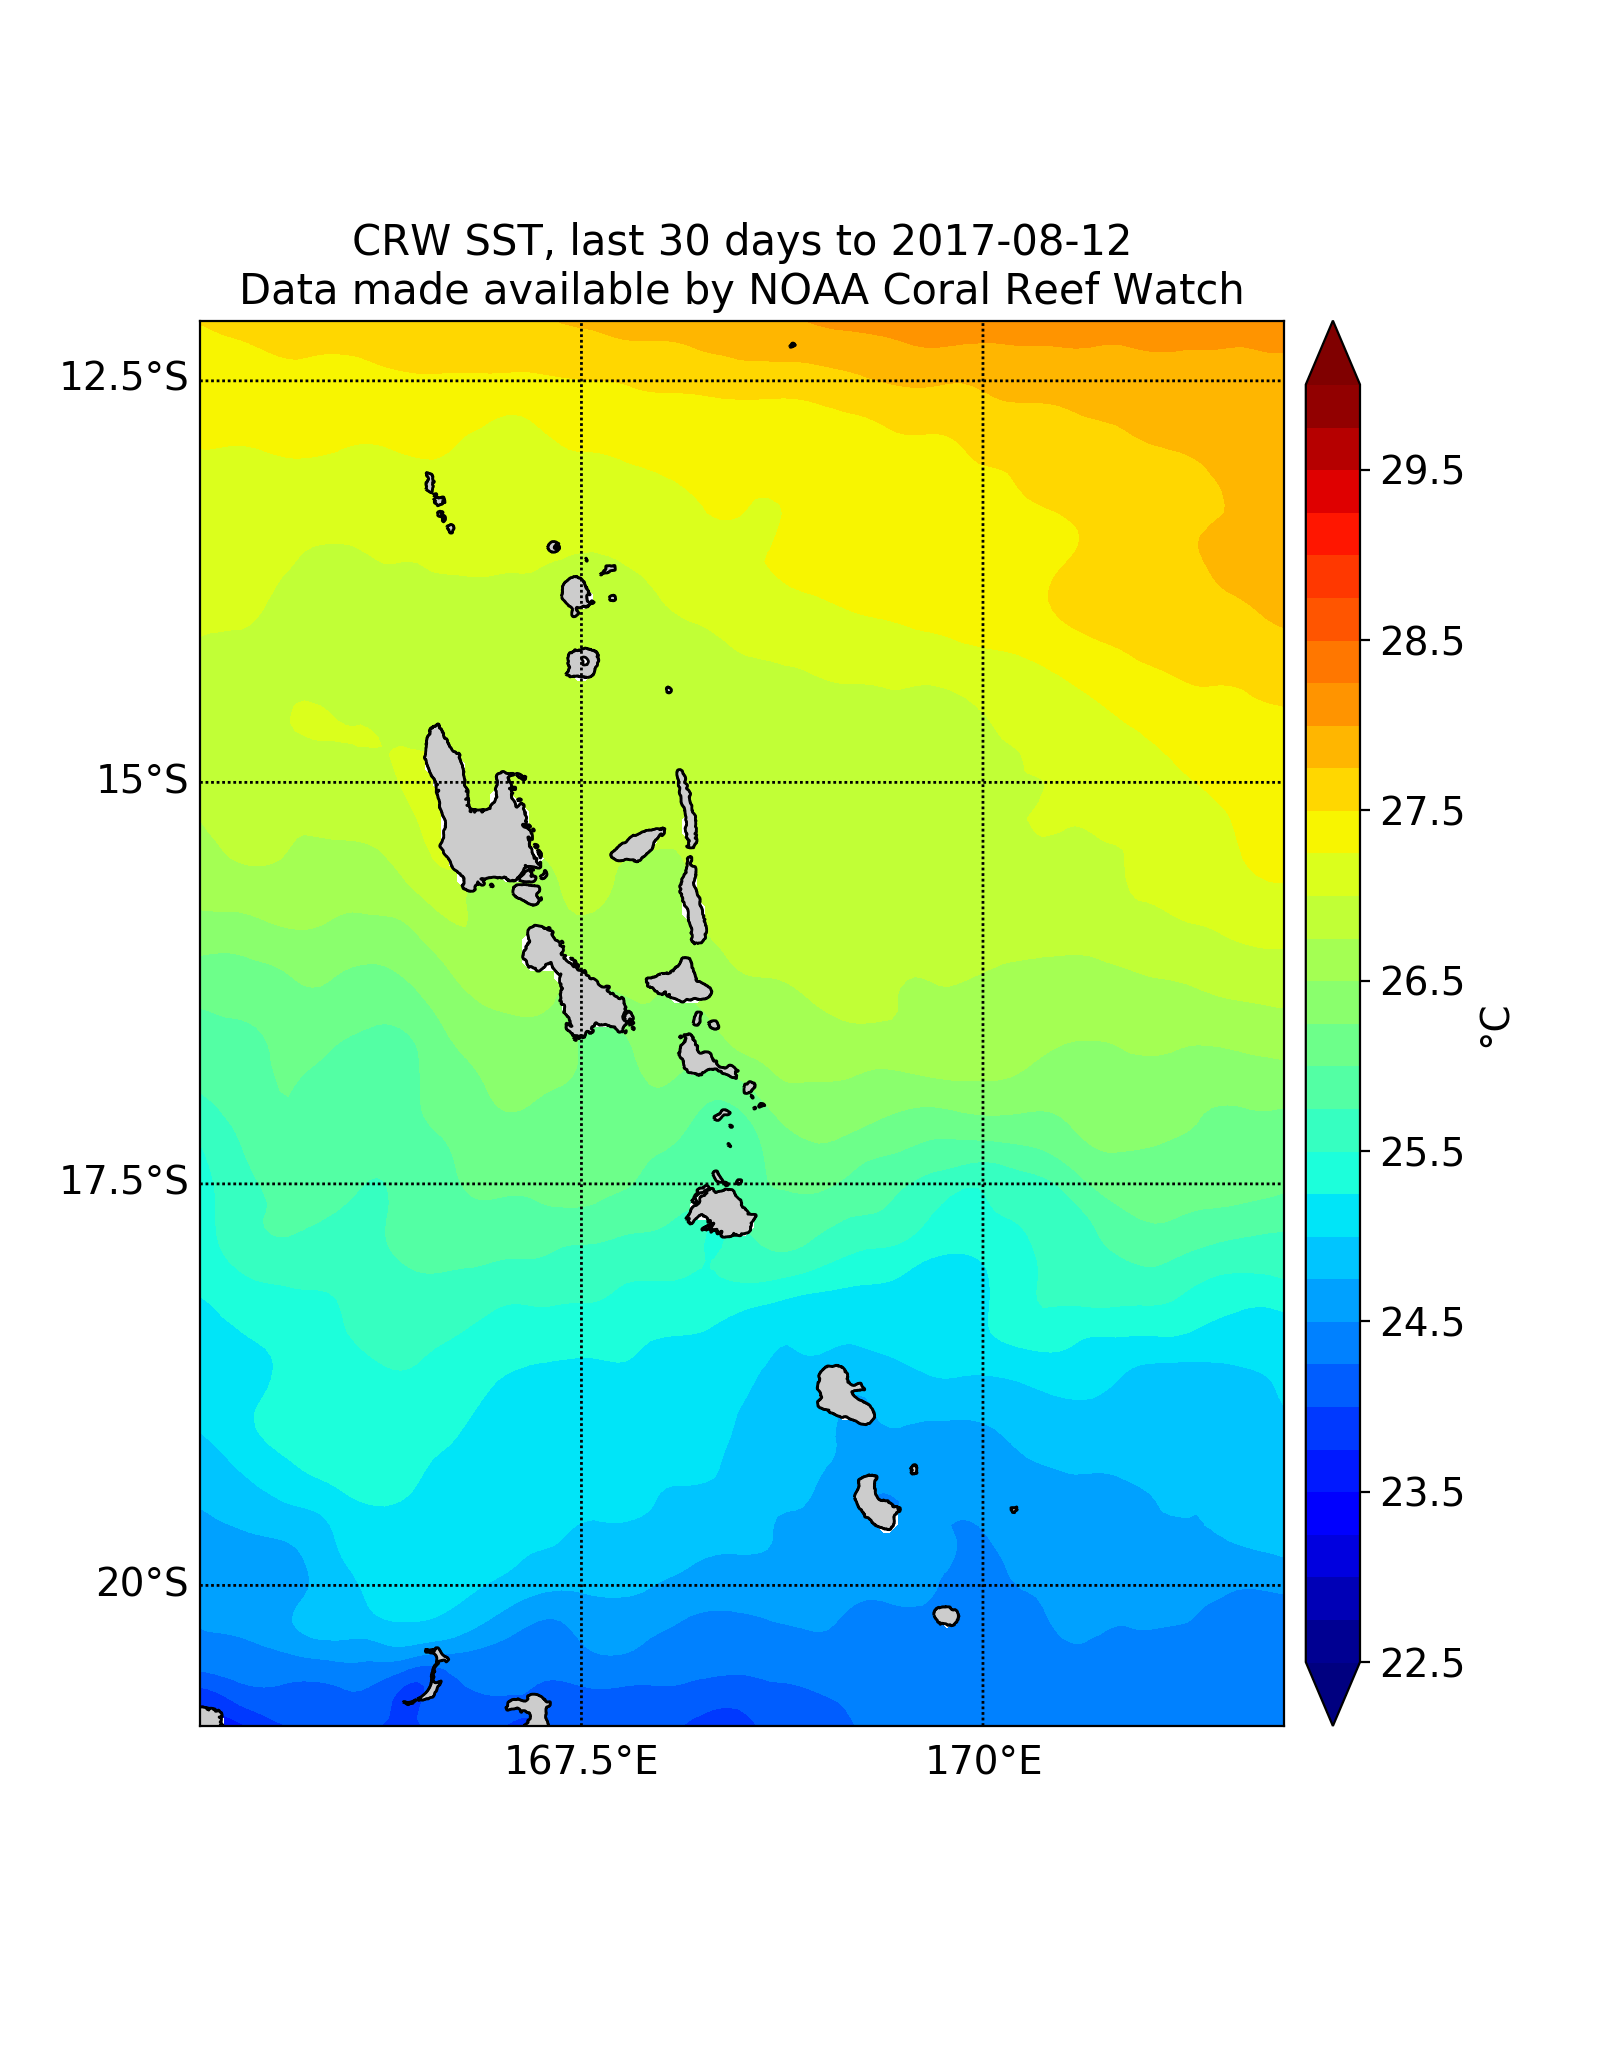 CRW SST, last 30 days to 2017-08-12
Data made available by NOAA Coral Reef Watch
12.5°S
15°S
17.5°S
20°S
167.5°E
170°E
29.5
28.5
27.5
26.5
25.5
24.5
23.5
22.5
°C